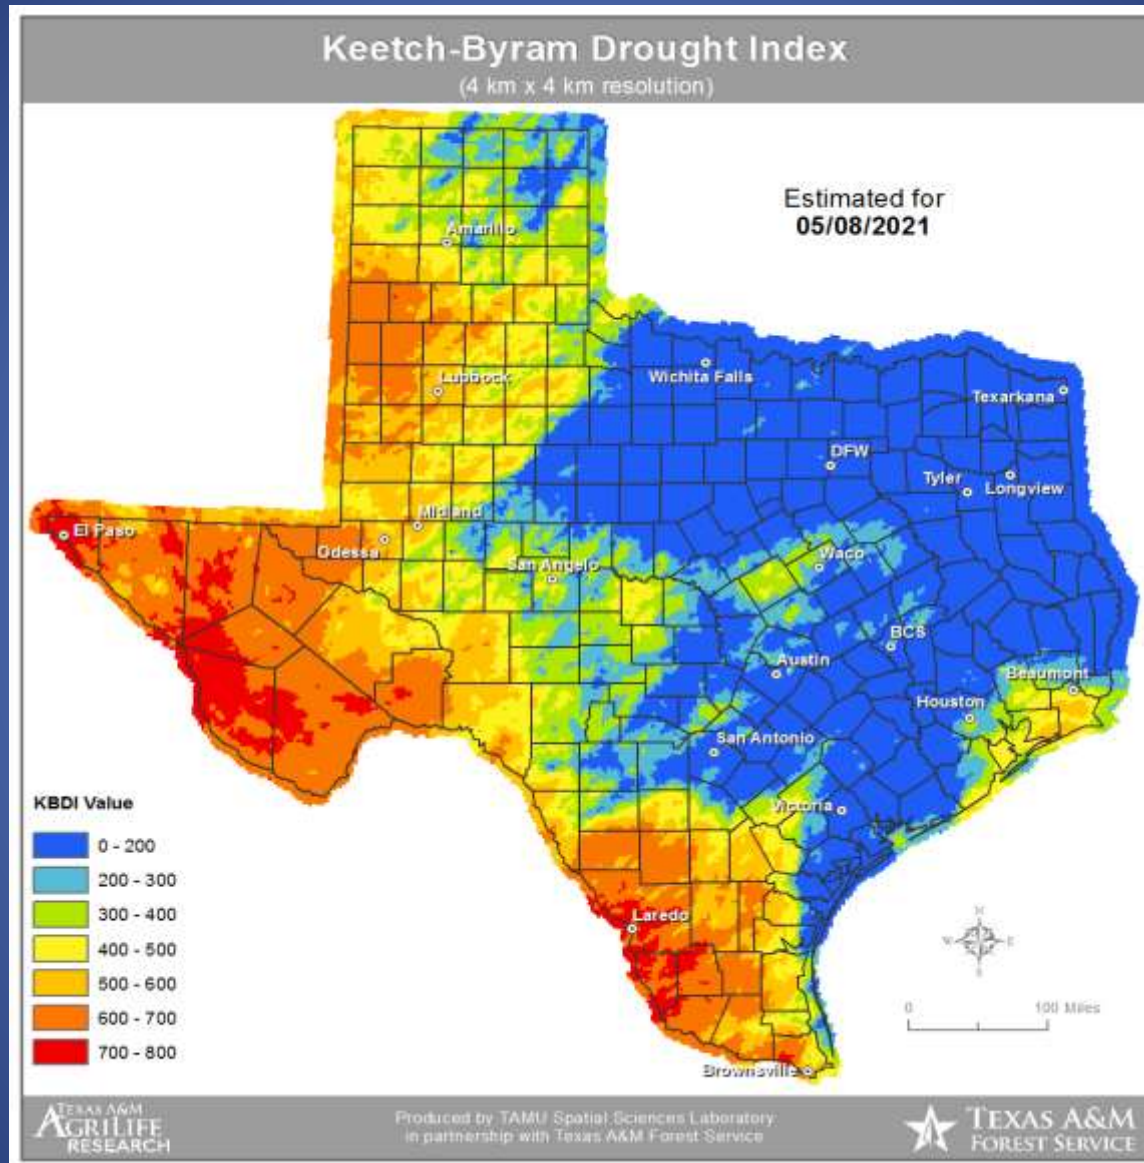 Keetch-Byram Drought Index
(4 km x 4 km resolution)
Estimated for
05/08/2021
Amarillo
Lubbock
Wichita Falls
Texarkana
DFW
Tyler
Longview
El Paso
Midland
Odessa
San Angelo
Waco
BCS
Austin
Beaumont
Houston
San Antonio
Victoria
Laredo
Brownsville
KBDI Value
0 - 200
200 - 300
300 - 400
400 - 500
500 - 600
600 - 700
700 - 800
N
W
E
S
0 100 Miles
TEXAS A&M
AGRILIFE
RESEARCH
Produced by TAMU Spatial Sciences Laboratory
in partnership with Texas A&M Forest Service
TEXAS A&M
FOREST SERVICE